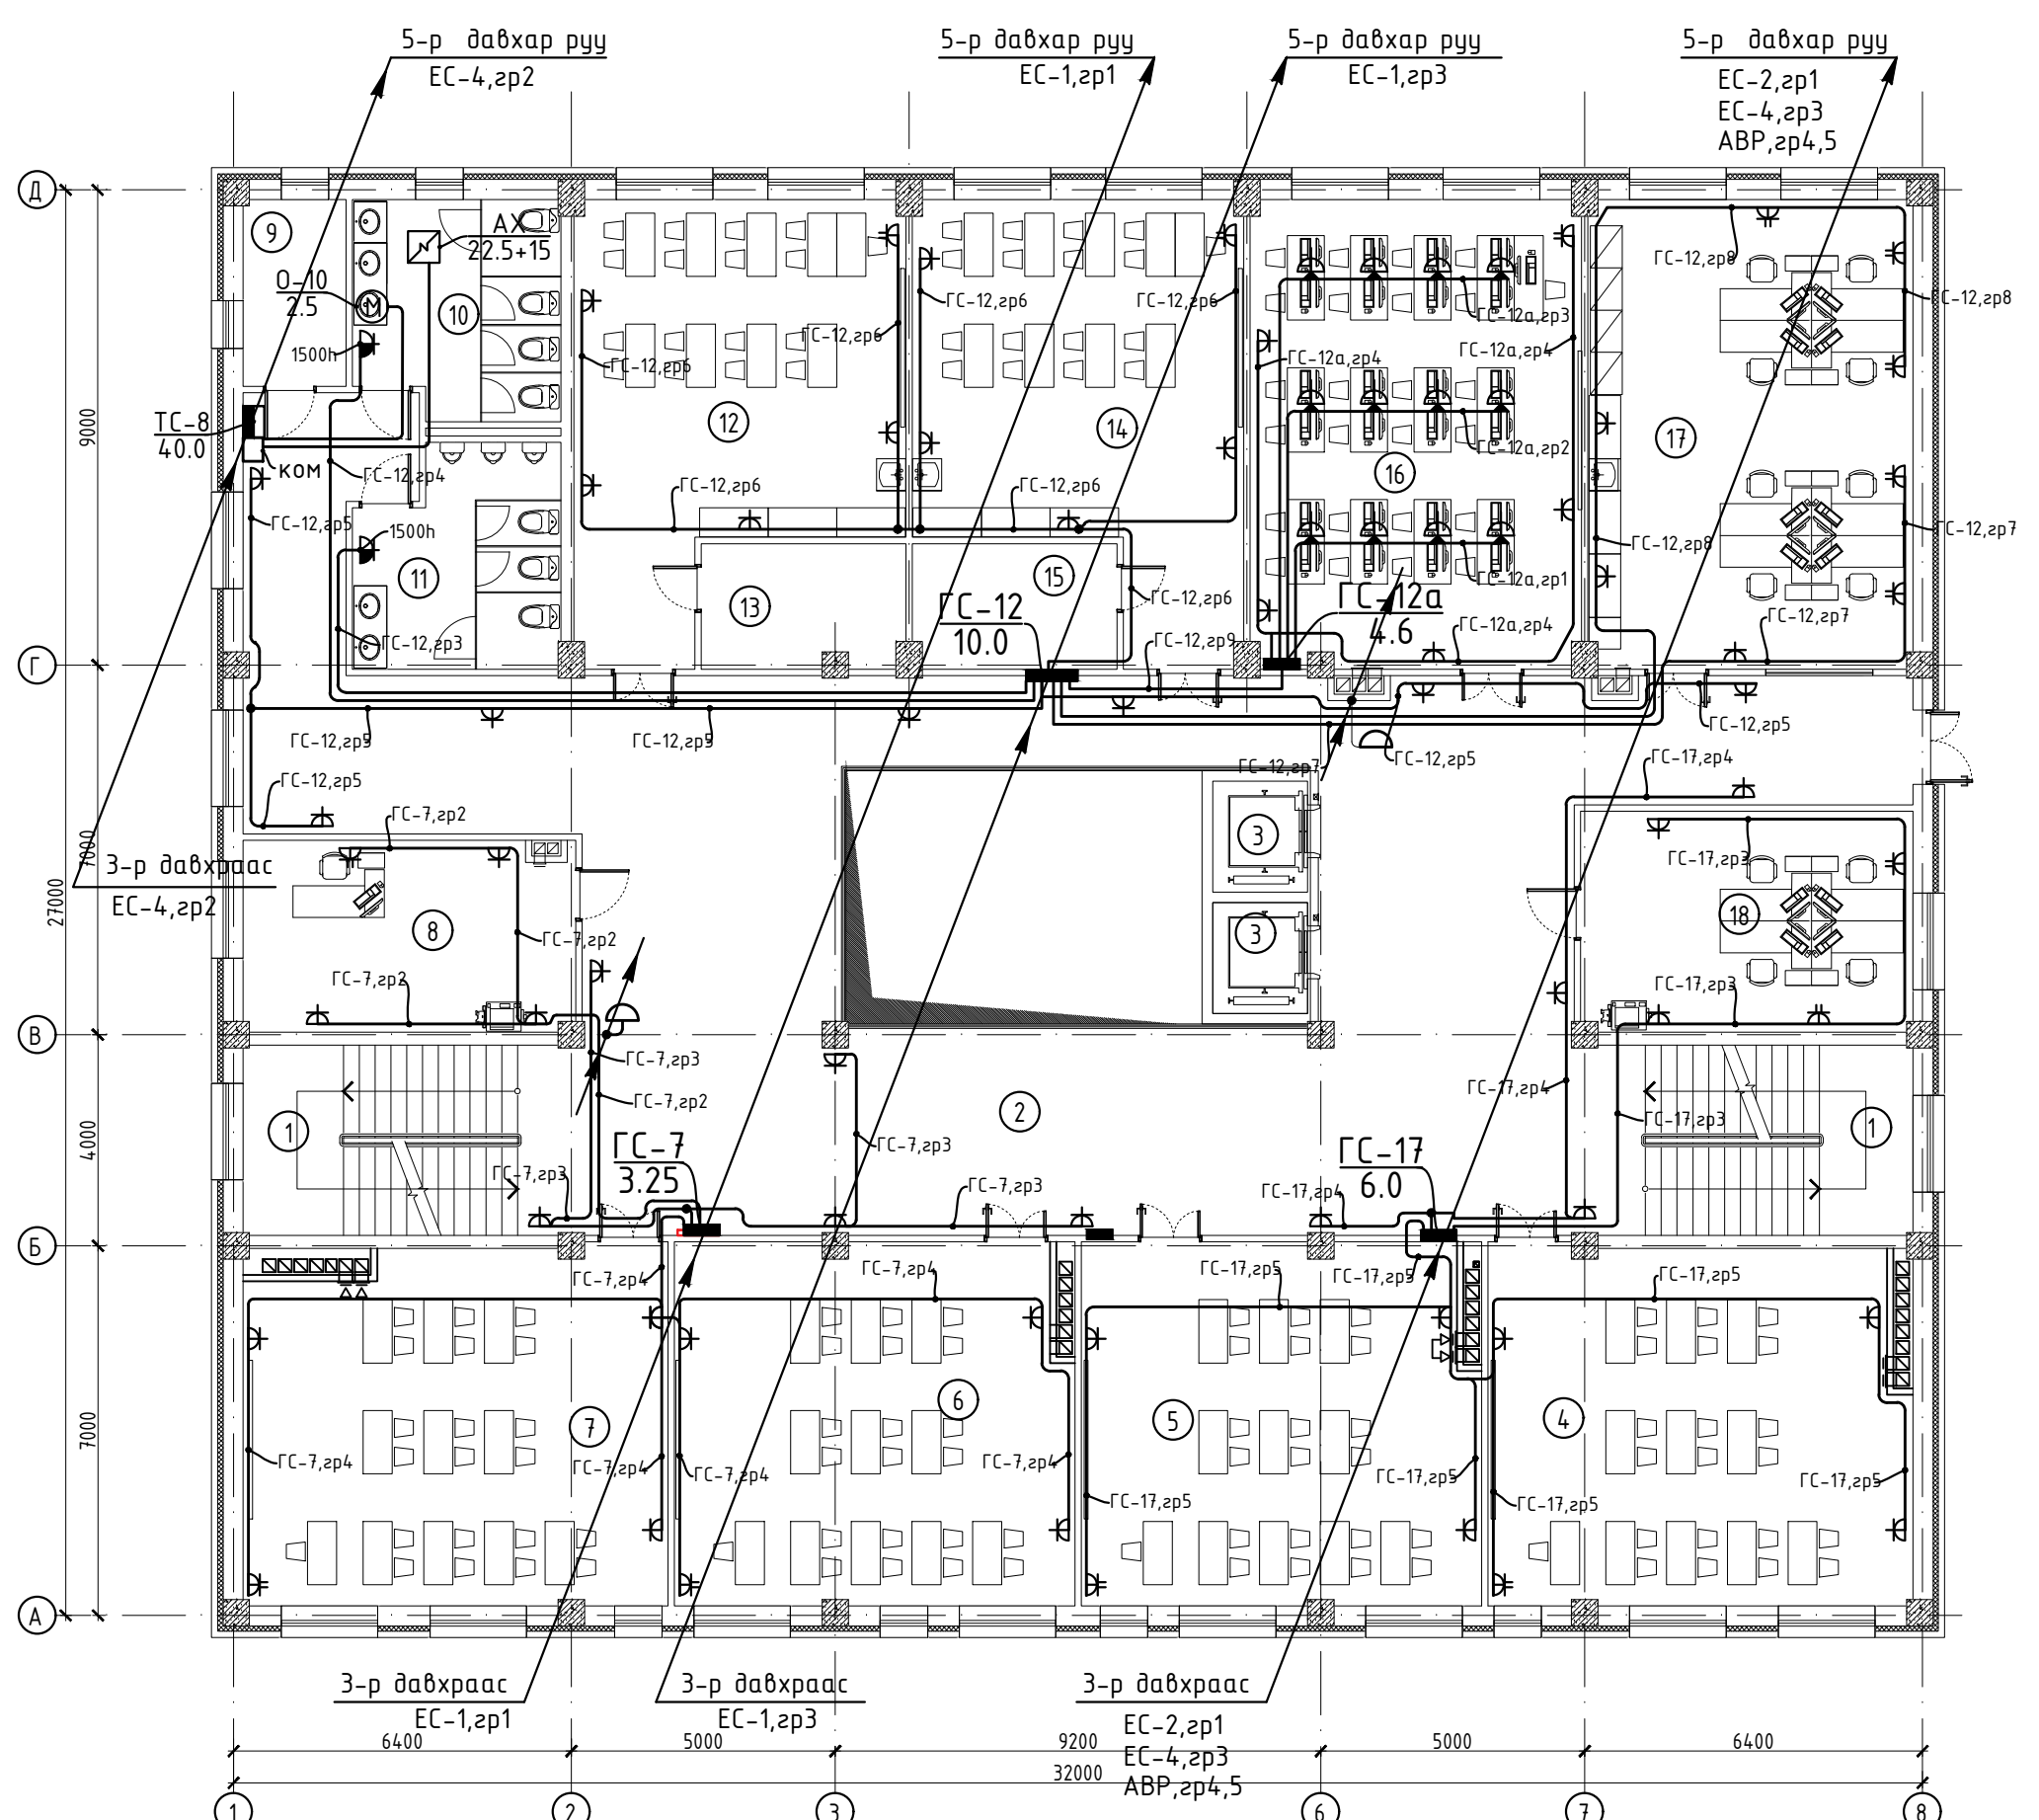 5-р давхар руу
ЕС-4,гр2
5-р давхар руу
ЕС-1,гр1
5-р давхар руу
ЕС-1,гр3
5-р давхар руу
ЕС-2,гр1
ЕС-4,гр3
АВР,гр4,5
Д
9
АХ
22.5+15
О-10
2.5
10
1500h
ГС-12,гр6
ГС-12,гр6
ГС-12,гр6
ГС-12,гр6
ГС-12а,гр3
ГС-12а,гр4
ГС-12а,гр4
ГС-12,гр8
ГС-12,гр8
ТС-8
40.0
КОМ
ГС-12,гр4
12
14
16
17
ГС-12а,гр2
9000
ГС-12,гр5
1500h
ГС-12,гр6
ГС-12,гр6
ГС-12,гр8
ГС-12,гр7
11
13
15
ГС-12а,гр1
ГС-12,гр6
ГС-12
10.0
ГС-12а
4.6
ГС-12,гр3
ГС-12,гр9
ГС-12а,гр4
ГС-12,гр7
Г
ГС-12,гр5
ГС-12,гр5
ГС-12,гр7
ГС-12,гр5
ГС-12,гр5
ГС-17,гр4
ГС-12,гр5
ГС-7,гр2
3
ГС-17,гр3
7000
27000
3-р давхраас
ЕС-4,гр2
8
ГС-7,гр2
3
18
ГС-7,гр2
ГС-17,гр3
В
ГС-7,гр3
ГС-7,гр2
ГС-17,гр4
ГС-17,гр3
1
2
1
4000
ГС-7,гр3
ГС-7
3.25
ГС-7,гр3
ГС-7,гр3
ГС-17
6.0
ГС-17,гр4
Б
ГС-7,гр4
ГС-7,гр4
ГС-17,гр5
ГС-17,гр5
ГС-17,гр5
7000
7
6
5
4
ГС-7,гр4
ГС-7,гр4
ГС-7,гр4
ГС-7,гр4
ГС-17,гр5
ГС-17,гр5
ГС-17,гр5
ГС-17,гр5
А
3-р давхраас
ЕС-1,гр1
3-р давхраас
ЕС-1,гр3
3-р давхраас
ЕС-2,гр1
ЕС-4,гр3
АВР,гр4,5
6400
5000
9200
5000
6400
32000
1
2
3
6
7
8